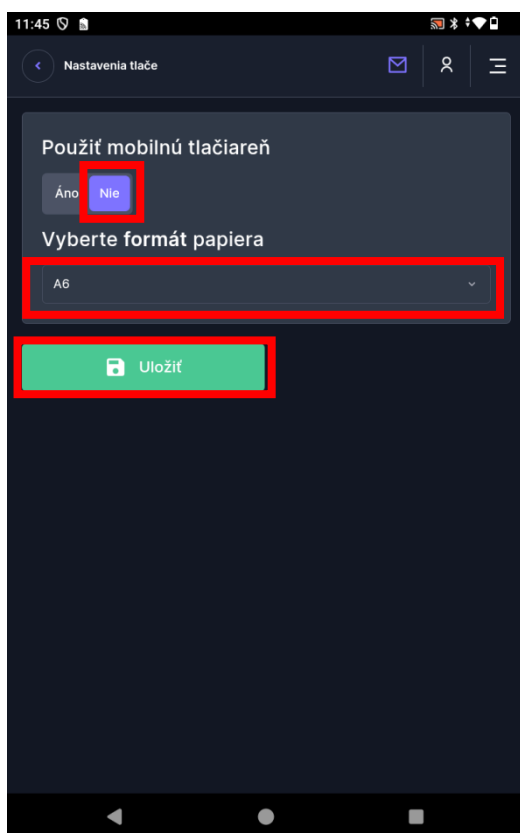 11:45
Nastavenia tlače
Použiť mobilnú tlačiareň
Áno Nie
Vyberte formát papiera
A6
Uložiť